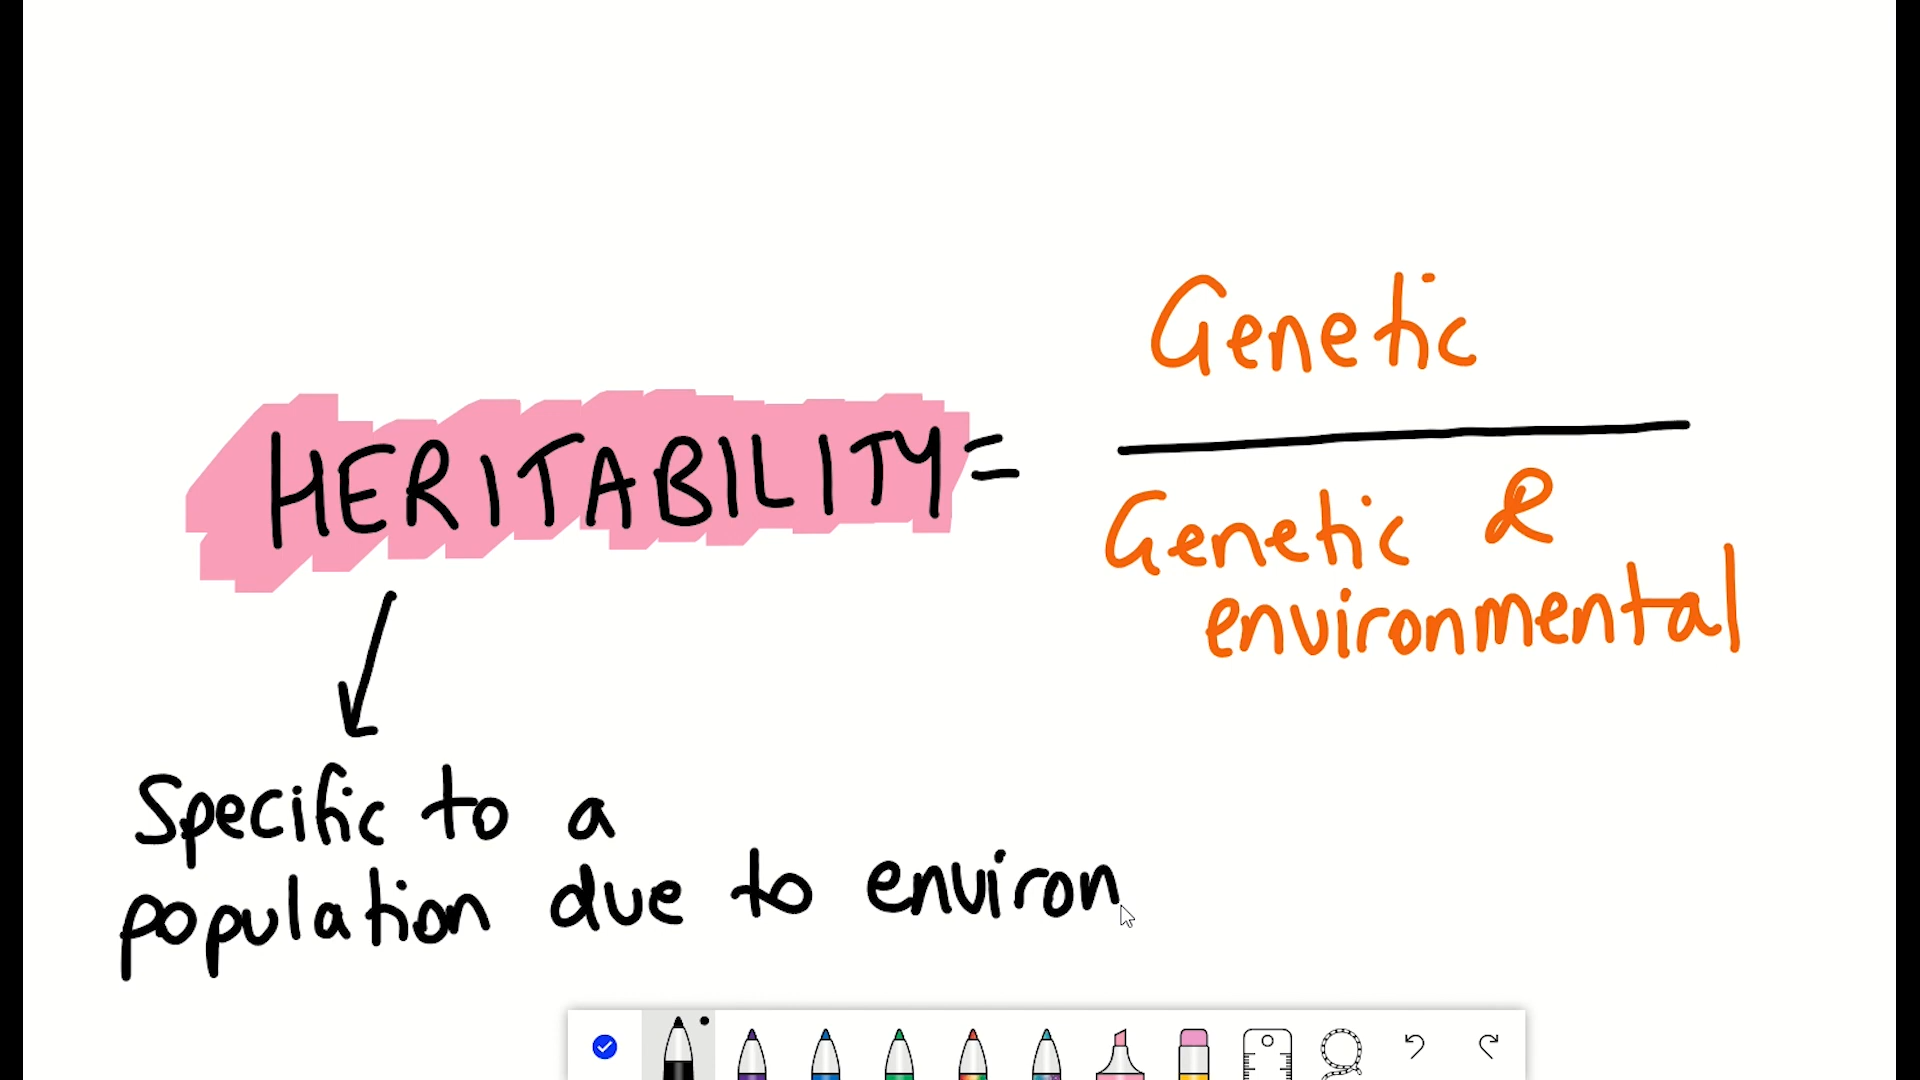 Genetic
HERITABILITY =
Genetic &
environmental
Specific to a
population due to environ